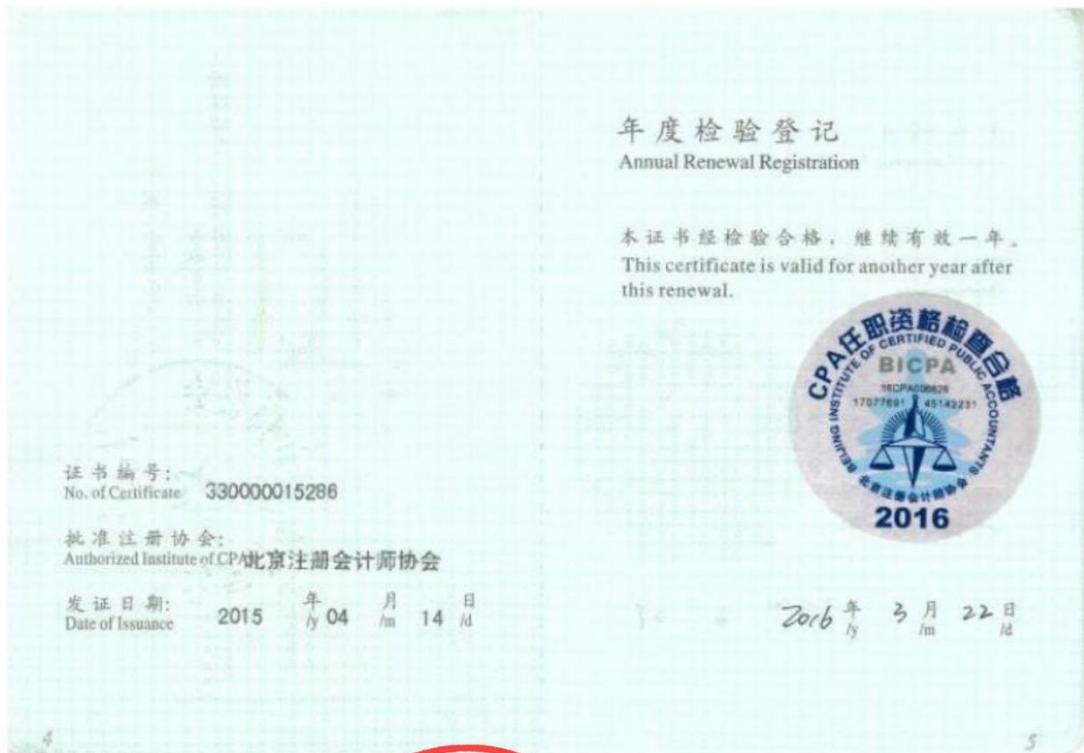 证书编号:
No. of Certificate 330000015286
批准注册协会:
Authorized Institute of CPA 北京注册会计师协会
发证日期:
Date of Issuance
2015 年 04 月 14 日
/y /m /d
4
年度检验登记
Annual Renewal Registration
本证书经检验合格，继续有效一年。
This certificate is valid for another year after
this renewal.
CPA任职资格检查合格
BEIJING INSTITUTE OF CERTIFIED PUBLIC ACCOUNTANTS
BICPA
17077691 45142231
北京注册会计师协会
2016
2016 年 3 月 22 日
/y /m /d
5